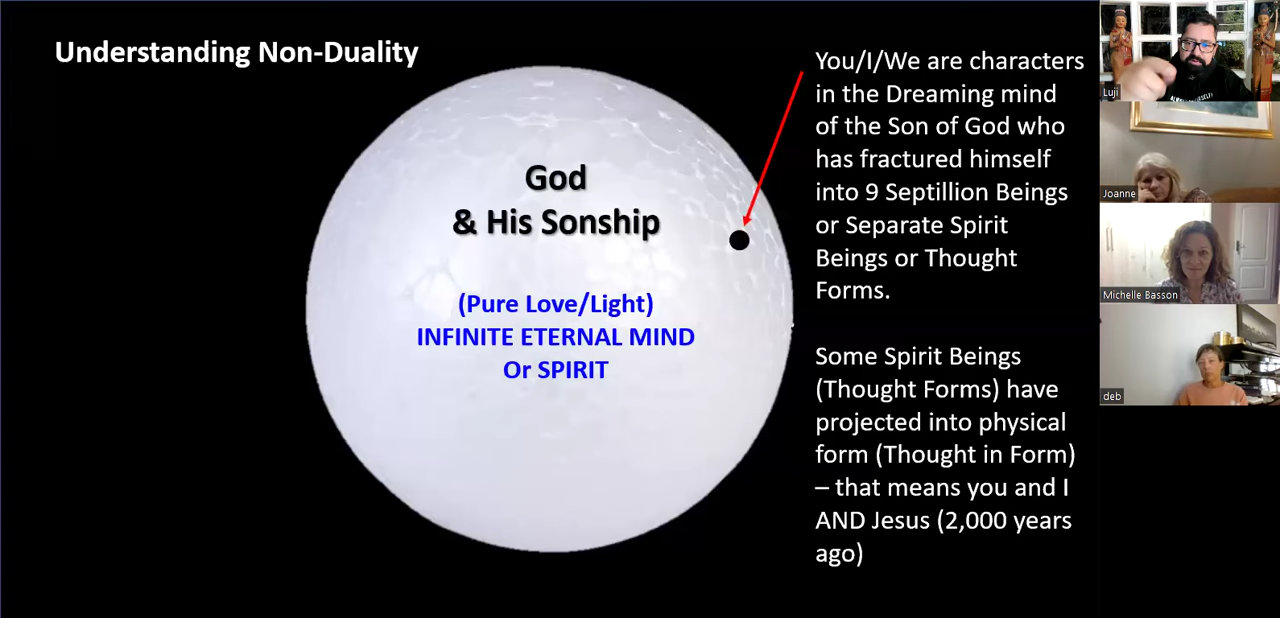 Understanding Non-Duality
God
& His Sonship
(Pure Love/Light)
INFINITE ETERNAL MIND
Or SPIRIT
You/I/We are characters
in the Dreaming mind
of the Son of God who
has fractured himself
into 9 Septillion Beings
or Separate Spirit
Beings or Thought
Forms.
Some Spirit Beings
(Thought Forms) have
projected into physical
form (Thought in Form)
– that means you and I
AND Jesus (2,000 years
ago)
Luji
Joanne
Michelle Basson
deb